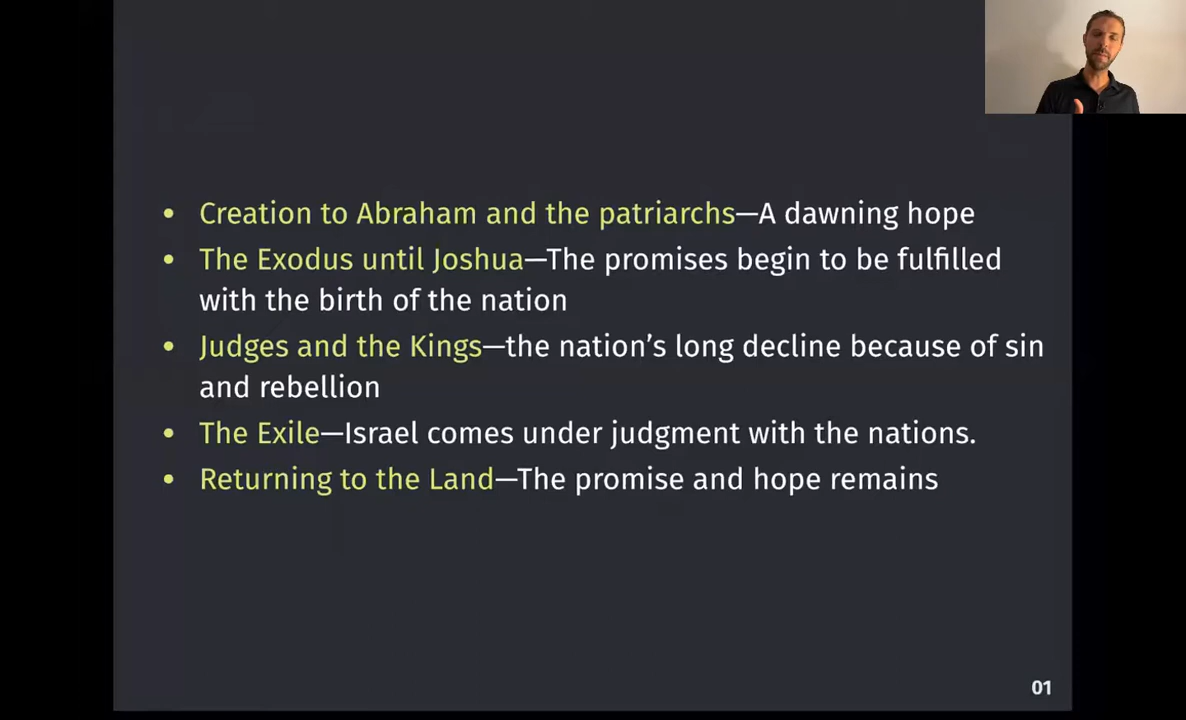 • Creation to Abraham and the patriarchs—A dawning hope
• The Exodus until Joshua—The promises begin to be fulfilled
with the birth of the nation
• Judges and the Kings—the nation’s long decline because of sin
and rebellion
• The Exile—Israel comes under judgment with the nations.
• Returning to the Land—The promise and hope remains
01